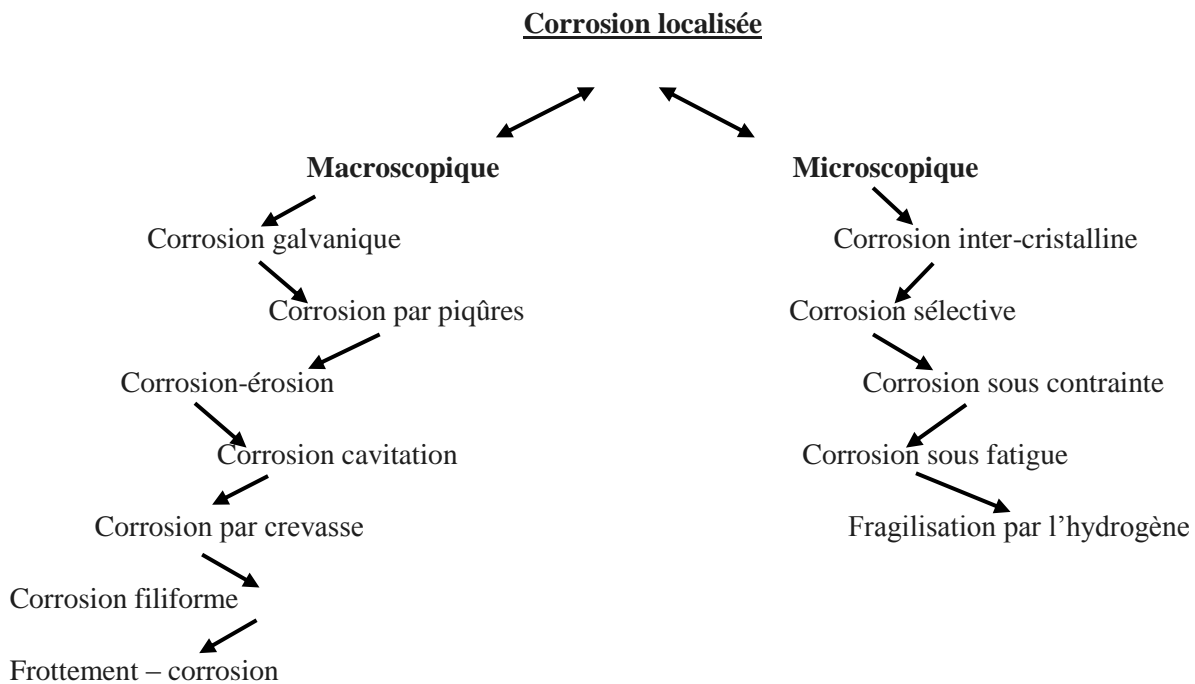 Corrosion localisée
Macroscopique
Microscopique
Corrosion galvanique
Corrosion inter-cristalline
Corrosion par piqûres
Corrosion sélective
Corrosion-érosion
Corrosion sous contrainte
Corrosion cavitation
Corrosion sous fatigue
Corrosion par crevasse
Fragilisation par l’hydrogène
Corrosion filiforme
Frottement – corrosion